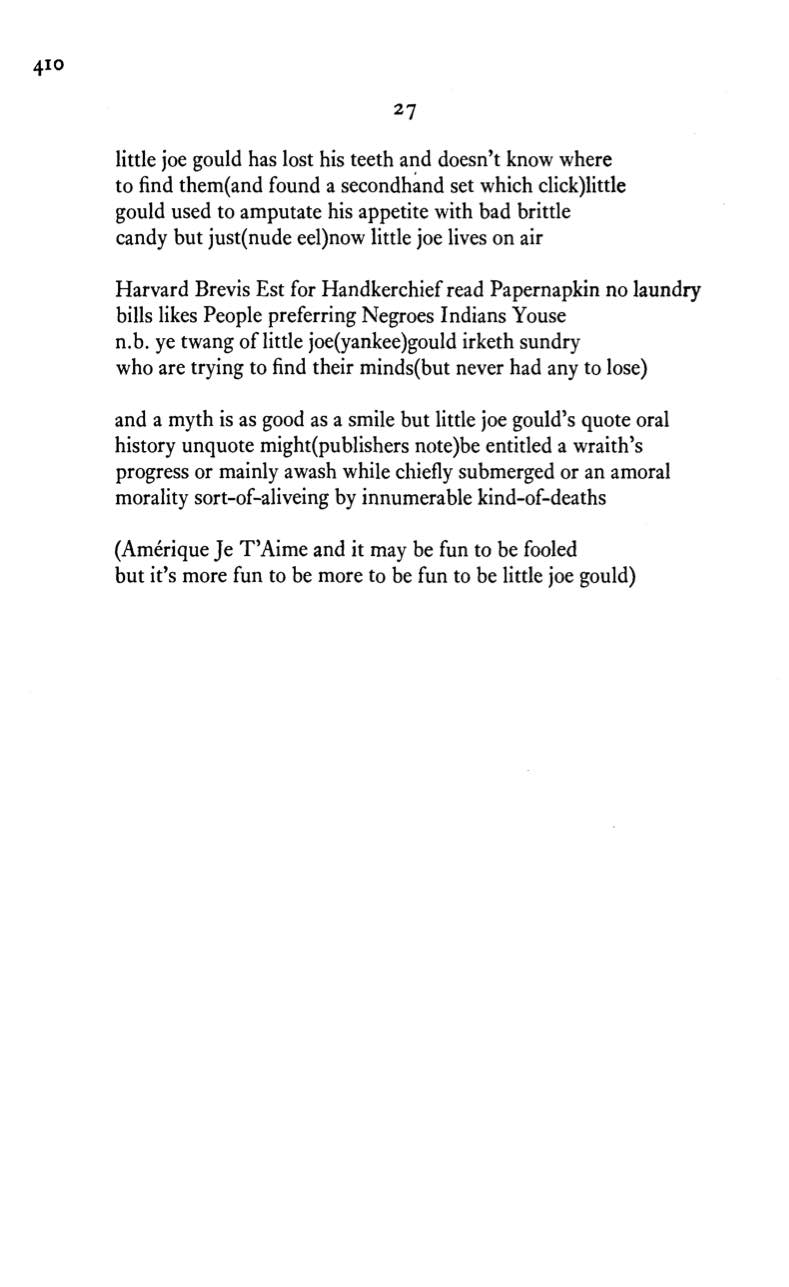 410
27
little joe gould has lost his teeth and doesn't know where
to find them(and found a secondhand set which click)little
gould used to amputate his appetite with bad brittle
candy but just(nude eel)now little joe lives on air
Harvard Brevis Est for Handkerchief read Papernapkin no laundry
bills likes People preferring Negroes Indians Youse
n.b. ye twang of little joe(yankee)gould irketh sundry
who are trying to find their minds(but never had any to lose)
and a myth is as good as a smile but little joe gould's quote oral
history unquote might(publishers note)be entitled a wraith's
progress or mainly awash while chiefly submerged or an amoral
morality sort-of-aliveing by innumerable kind-of-deaths
(Amérique Je T'Aime and it may be fun to be fooled
but it's more fun to be more to be fun to be little joe gould)